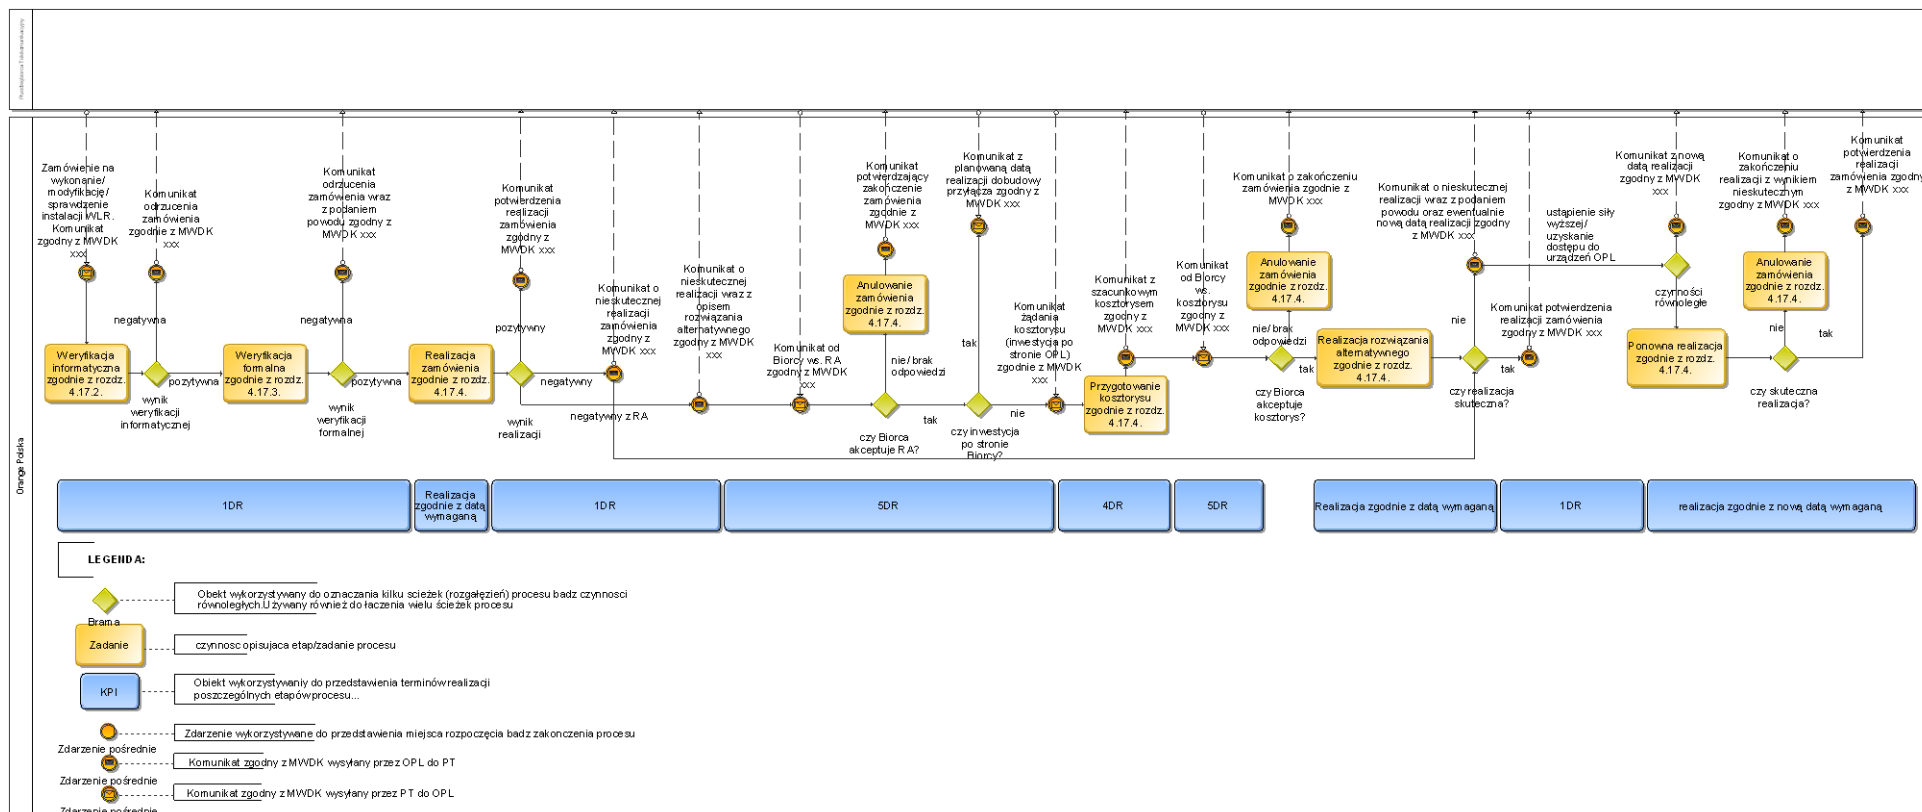 Orange Polska
Zamówienie na
wykonanie/
modyfikację/
sprawdzenie
instalacji WLR.
Komunikat
zgodny z MWDK
xxx
Komunikat
odrzucenia
zamówienia
zgodnie z MWDK
xxx
Komunikat
odrzucenia
zamówienia wraz
z podaniem
powodu zgodny z
MWDK xxx
Komunikat
potwierdzenia
realizacji
zamówienia
zgodny z
MWDK xxx
Komunikat o
nieskutecznej
realizacji
zamówienia
zgodny z
MWDK xxx
Komunikat o
nieskutecznej
realizacji wraz z
opisem
rozwiązania
alternatywnego
zgodny z MWDK
xxx
Komunikat od
Biorcy ws. RA
zgodny z MWDK
xxx
Komunikat
potwierdzający
zakończenie
zamówienia
zgodnie z
MWDK xxx
Komunikat z
planowaną datą
realizacji dobudowy
przyłącza zgodny z
MWDK xxx
Komunikat
żądania
kosztorysu
(inwestycja po
stronie OPL)
zgodnie z MWDK
xxx
Komunikat z
szacunkowym
kosztorysem
zgodny z
MWDK xxx
Komunikat
od Biorcy
ws.
kosztorysu
zgodny z
MWDK xxx
Komunikat o zakończeniu
zamówienia zgodnie z
MWDK xxx
Komunikat o nieskutecznej
realizacji wraz z podaniem
powodu oraz ewentualnie
nową datą realizacji zgodny
z MWDK xxx
Komunikat potwierdzenia
realizacji zamówienia
zgodny z MWDK xxx
ustąpienie siły
wyższej/
uzyskanie
dostępu do
urządzeń OPL
Komunikat z nową
datą realizacji
zgodny z MWDK
xxx
Komunikat o
zakończeniu
realizacji z wynikiem
nieskutecznym
zgodny z MWDK
xxx
Komunikat
potwierdzenia
realizacji
zamówienia zgodny
z MWDK xxx
Weryfikacja
informatyczna
zgodnie z rozdz.
4.17.2.
negatywna
pozytywna
wynik
weryfikacji
informatycznej
Weryfikacja
formalna
zgodnie z rozdz.
4.17.3.
negatywna
pozytywna
wynik
weryfikacji
formalnej
Realizacja
zamówienia
zgodnie z rozdz.
4.17.4.
pozytywny
negatywny
negatywny z RA
wynik
realizacji
Anulowanie
zamówienia
zgodnie z rozdz.
4.17.4.
nie/ brak
odpowiedzi
tak
czy Biorca
akceptuje RA?
tak
nie
czy inwestycja
po stronie
Biorcy?
Przygotowanie
kosztorysu
zgodnie z rozdz.
4.17.4.
Anulowanie
zamówienia
zgodnie z rozdz.
4.17.4.
nie/ brak
odpowiedzi
tak
czy Biorca
akceptuje
kosztorys?
Realizacja rozwiązania
alternatywnego
zgodnie z rozdz.
4.17.4.
nie
tak
czy realizacja
skuteczna?
czynności
równoległe
Ponowna realizacja
zgodnie z rozdz.
4.17.4.
Anulowanie
zamówienia
zgodnie z rozdz.
4.17.4.
nie
tak
czy skuteczna
realizacja?
1DR
Realizacja
zgodnie z datą
wymaganą
1DR
5DR
4DR
5DR
Realizacja zgodnie z datą wymaganą
1DR
realizacja zgodnie z nową datą wymaganą
LEGENDA:
Obekt wykorzystywany do oznaczania kilku scieżek (rozgałęzień) procesu badz czynnosci
równoległych.Używany również do łaczenia wielu ścieżek procesu
Brama
Zadanie
czynnosc opisujaca etap/zadanie procesu
KPI
Obiekt wykorzystywaniy do przedstawienia terminów realizacji
poszczególnych etapów procesu...
Zdarzenie wykorzystywane do przedstawienia miejsca rozpoczęcia badz zakonczenia procesu
Zdarzenie pośrednie
Komunikat zgodny z MWDK wysyłany przez OPL do PT
Zdarzenie pośrednie
Komunikat zgodny z MWDK wysyłany przez PT do OPL
Zdarzenie pośrednie